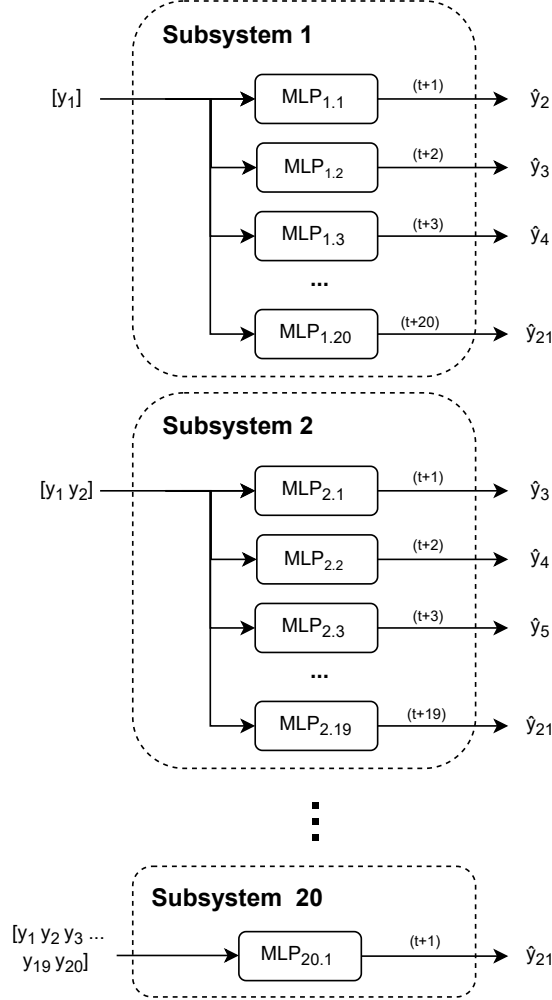 Subsystem 1
[y₁]
MLP₁.₁
(t+1)
ŷ₂
MLP₁.₂
(t+2)
ŷ₃
MLP₁.₃
(t+3)
ŷ₄
...
MLP₁.₂₀
(t+20)
ŷ₂₁
Subsystem 2
[y₁ y₂]
MLP₂.₁
(t+1)
ŷ₃
MLP₂.₂
(t+2)
ŷ₄
MLP₂.₃
(t+3)
ŷ₅
...
MLP₂.₁₉
(t+19)
ŷ₂₁
Subsystem 20
[y₁ y₂ y₃ ...
y₁₉ y₂₀]
MLP₂₀.₁
(t+1)
ŷ₂₁